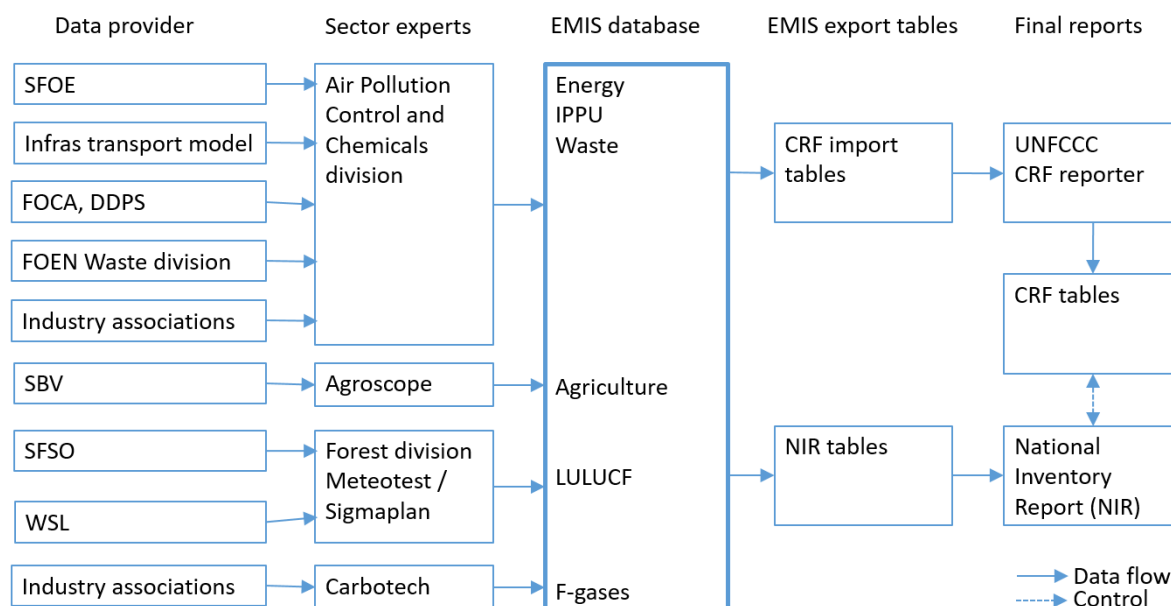 Data provider
Sector experts
EMIS database
EMIS export tables
Final reports
SFOE
Infras transport model
FOCA, DDPS
FOEN Waste division
Industry associations
SBV
SFSO
WSL
Industry associations
Air Pollution
Control and
Chemicals
division
Agroscope
Forest division
Meteotest /
Sigmaplan
Carbotech
Energy
IPPU
Waste
Agriculture
LULUCF
F-gases
CRF import
tables
NIR tables
UNFCCC
CRF reporter
CRF tables
National
Inventory
Report (NIR)
Data flow
Control